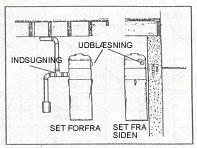 UDBLÆSNING
INDSUGNING
SET FORFRA
SET FRA
SIDEN